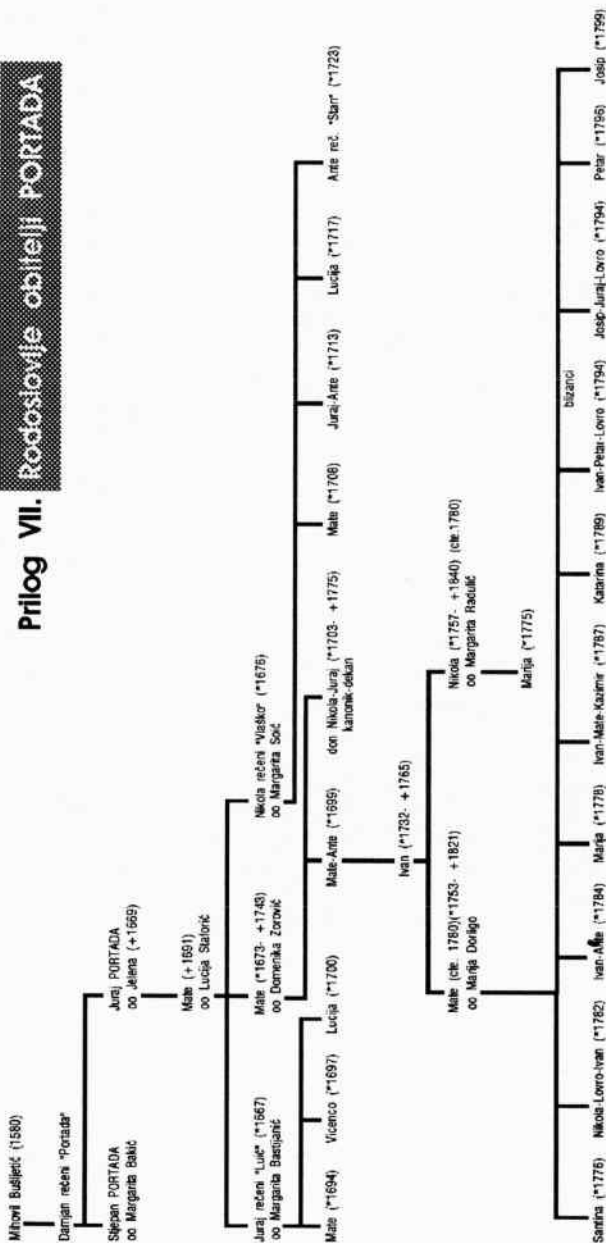 Prilog VII. Rodoslovlje obitelji PORTADA
Mihovil Bušljetić (1580)
Damjan rečeni "Portada"
Stjepan PORTADA
oo Margarita Bakić
Juraj PORTADA
oo Jelena (+1669)
Mate (+1691)
oo Lucija Staforić
Juraj rečeni "Luić" (*1667)
oo Margarita Bastijanić
Mate (*1673- +1743)
oo Domenika Zorović
Nikola rečeni "Vlaško" (*1676)
oo Margarita Soić
Mate (*1694)
Vicenco (*1697)
Lucija (*1700)
Mate-Ante (*1699)
don Nikola-Juraj (*1703- +1775)
kanonik-dekan
Mate (*1708)
Juraj-Ante (*1713)
Lucija (*1717)
Ante reč. "Stari" (*1723)
Ivan (*1732- +1765)
Mate (cte. 1780)(*1753- +1821)
oo Marija Dorligo
Nikola (*1757- +1840) (cte.1780)
oo Margarita Radulić
Marija (*1775)
blizanci
Santina (*1776)
Nikola-Lovro-Ivan (*1782)
Ivan-Ante (*1784)
Marija (*1778)
Ivan-Mate-Kazimir (*1787)
Katarina (*1789)
Ivan-Petar-Lovro (*1794)
Josip-Juraj-Lovro (*1794)
Petar (*1796)
Josip (*1799)